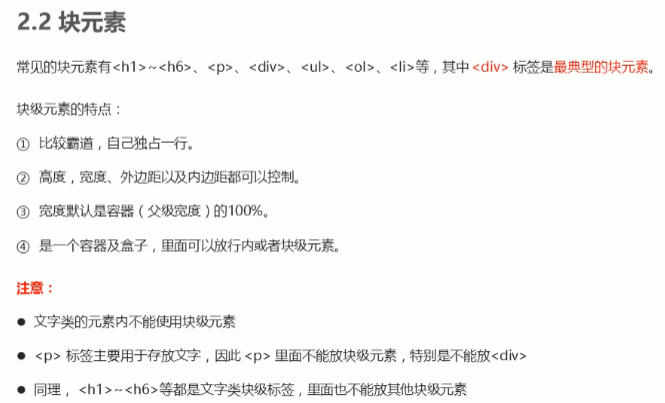 2.2 块元素
常见的块元素有<h1>~<h6>、<p>、<div>、<ul>、<ol>、<li>等，其中 <div> 标签是最典型的块元素。
块级元素的特点：
① 比较霸道，自己独占一行。
② 高度，宽度、外边距以及内边距都可以控制。
③ 宽度默认是容器（父级宽度）的100%。
④ 是一个容器及盒子，里面可以放行内或者块级元素。
注意：
● 文字类的元素内不能使用块级元素
● <p> 标签主要用于存放文字，因此 <p> 里面不能放块级元素，特别是不能放<div>
● 同理， <h1>~<h6>等都是文字类块级标签，里面也不能放其他块级元素